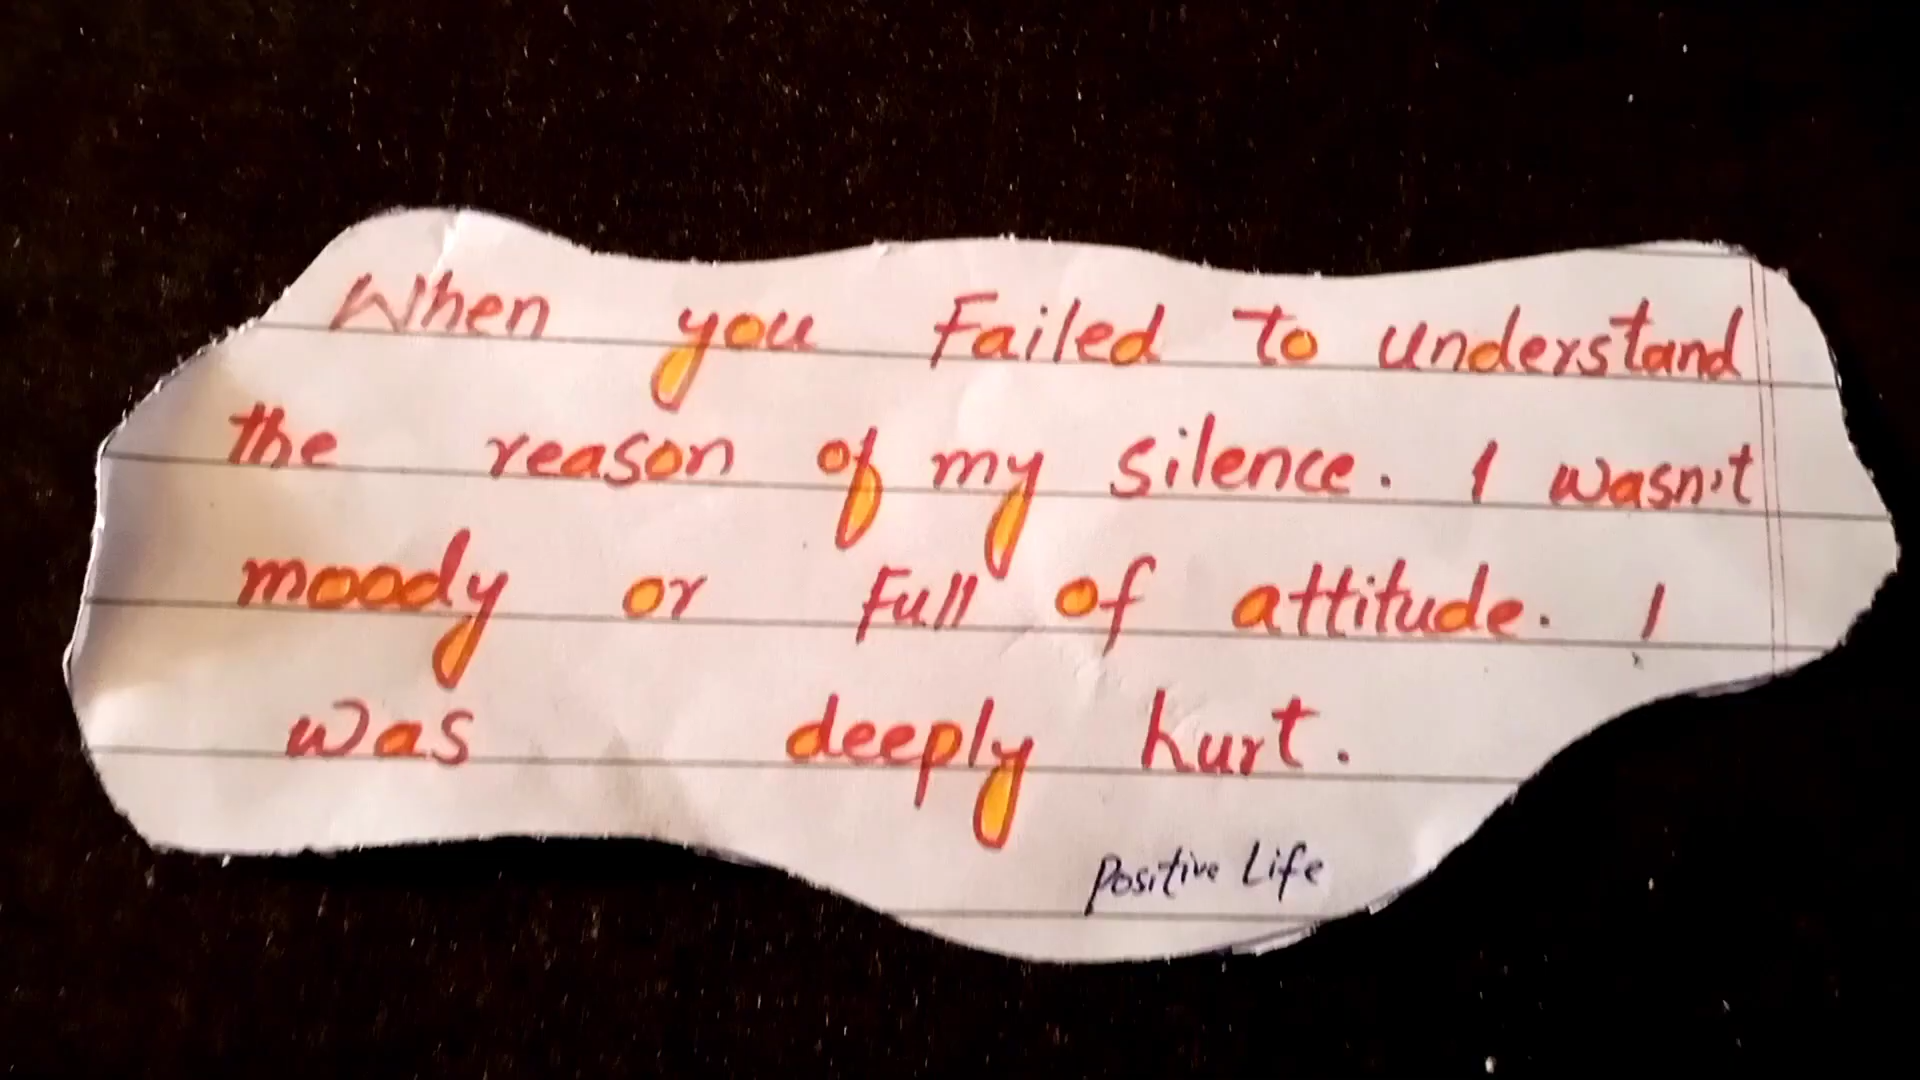 When you Failed to understand
the reason of my silence. I wasn't
moody or Full of attitude. I
was deeply hurt.
Positive Life